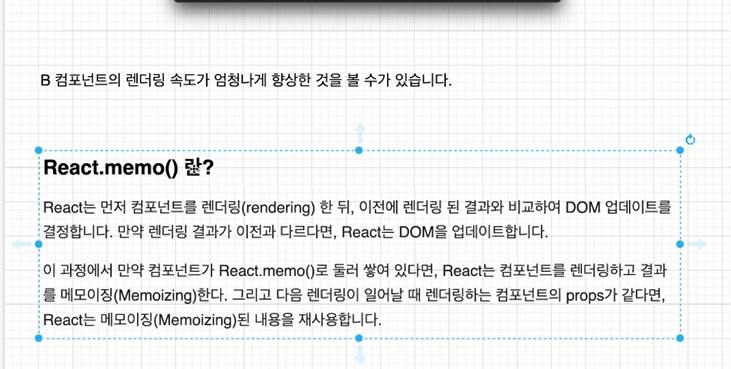 B 컴포넌트의 렌더링 속도가 엄청나게 향상한 것을 볼 수가 있습니다.
React.memo() 랖?
React는 먼저 컴포넌트를 렌더링(rendering) 한 뒤, 이전에 렌더링 된 결과와 비교하여 DOM 업데이트를
결정합니다. 만약 렌더링 결과가 이전과 다르다면, React는 DOM을 업데이트합니다.
이 과정에서 만약 컴포넌트가 React.memo()로 둘러 쌓여 있다면, React는 컴포넌트를 렌더링하고 결과
를 메모이징(Memoizing)한다. 그리고 다음 렌더링이 일어날 때 렌더링하는 컴포넌트의 props가 같다면,
React는 메모이징(Memoizing)된 내용을 재사용합니다.